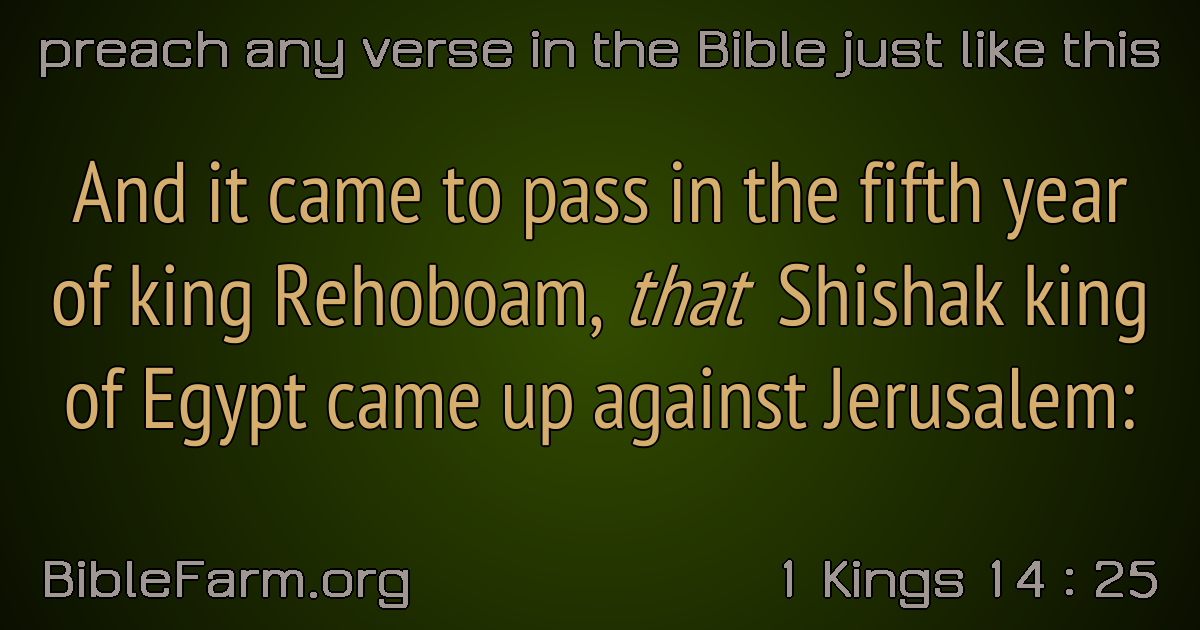 preach any verse in the Bible just like this
And it came to pass in the fifth year
of king Rehoboam, that Shishak king
of Egypt came up against Jerusalem:
BibleFarm.org
1 Kings 14 : 25